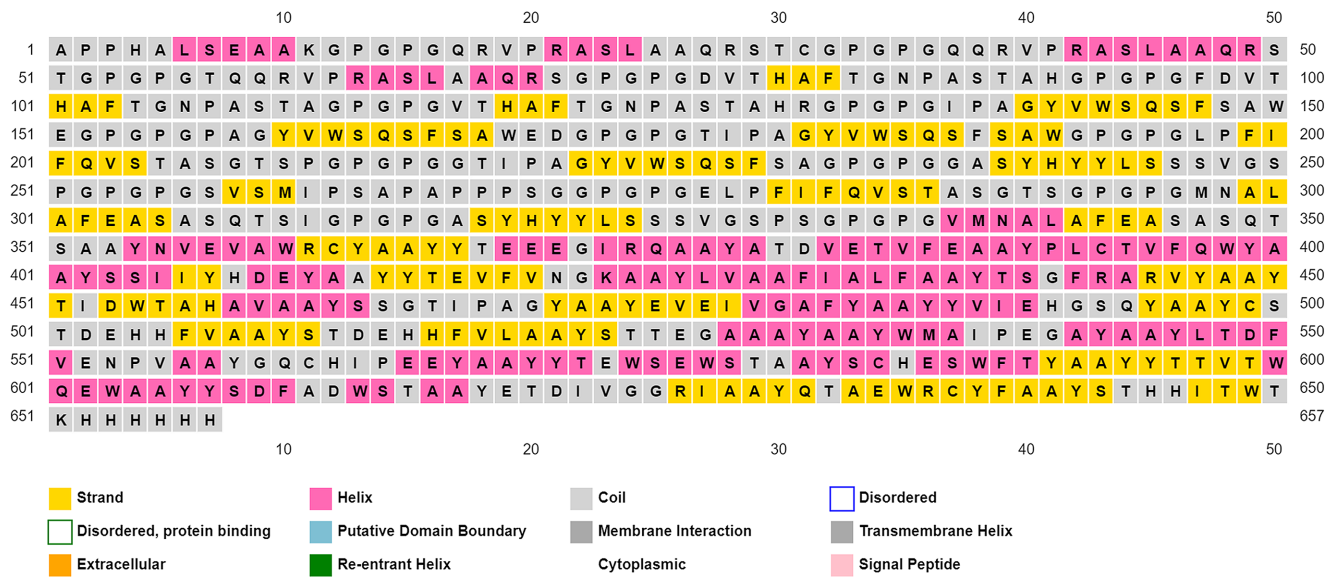 10 20 30 40 50
1 A P P H A L S E A A K G P G P G Q R V P R A S L A A Q R S T C G P G P G Q Q R V P R A S L A A Q R S 50
51 T G P G P G T Q Q R V P R A S L A A Q R S G P G P G D V T H A F T G N P A S T A H G P G P G F D V T 100
101 H A F T G N P A S T A G P G P G V T H A F T G N P A S T A H R G P G P G I P A G Y V W S Q S F S A W 150
151 E G P G P G P A G Y V W S Q S F S A W E D G P G P G T I P A G Y V W S Q S F S A W G P G P G L P F I 200
201 F Q V S T A S G T S P G P G P G G T I P A G Y V W S Q S F S A G P G P G G A S Y H Y Y L S S S V G S 250
251 P G P G P G S V S M I P S A P A P P P S G G P G P G E L P F I F Q V S T A S G T S G P G P G M N A L 300
301 A F E A S A S Q T S I G P G P G A S Y H Y Y L S S S V G S P S G P G P G V M N A L A F E A S A S Q T 350
351 S A A Y N V E V A W R C Y A A Y Y T E E E G I R Q A A Y A T D V E T V F E A A Y P L C T V F Q W Y A 400
401 A Y S S I I Y H D E Y A A Y Y T E V F V N G K A A Y L V A A F I A L F A A Y T S G F R A R V Y A A Y 450
451 T I D W T A H A V A A Y S S G T I P A G Y A A Y E V E I V G A F Y A A Y Y V I E H G S Q Y A A Y C S 500
501 T D E H H F V A A Y S T D E H H F V L A A Y S T T E G A A A Y A A Y W M A I P E G A Y A A Y L T D F 550
551 V E N P V A A Y G Q C H I P E E Y A A Y Y T E W S E W S T A A Y S C H E S W F T Y A A Y Y T T V T W 600
601 Q E W A A Y Y S D F A D W S T A A Y E T D I V G G R I A A Y Q T A E W R C Y F A A Y S T H H I T W T 650
651 K H H H H H H 657
10 20 30 40 50
Strand Helix Coil Disordered
Disordered, protein binding Putative Domain Boundary Membrane Interaction Transmembrane Helix
Extracellular Re-entrant Helix Cytoplasmic Signal Peptide